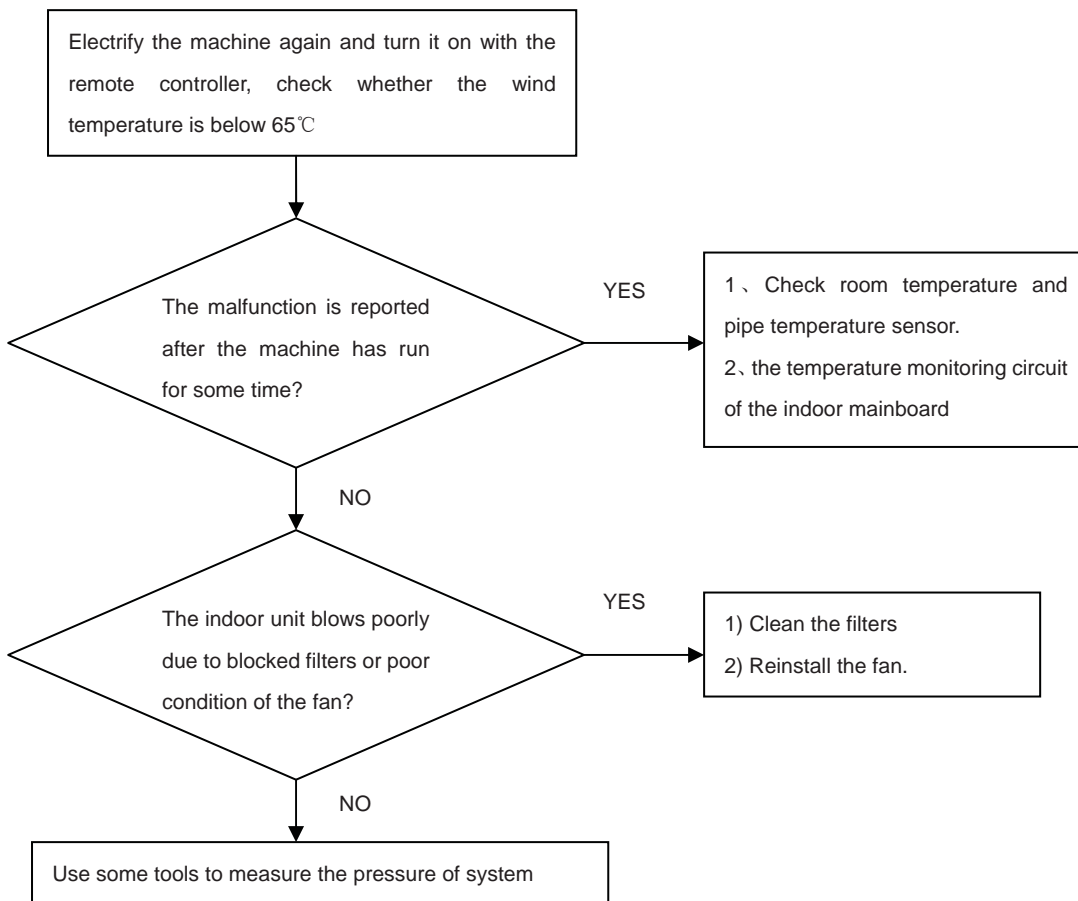 Electrify the machine again and turn it on with the
remote controller, check whether the wind
temperature is below 65℃
The malfunction is reported
after the machine has run
for some time?
YES
1、Check room temperature and
pipe temperature sensor.
2、the temperature monitoring circuit
of the indoor mainboard
NO
The indoor unit blows poorly
due to blocked filters or poor
condition of the fan?
YES
1) Clean the filters
2) Reinstall the fan.
NO
Use some tools to measure the pressure of system